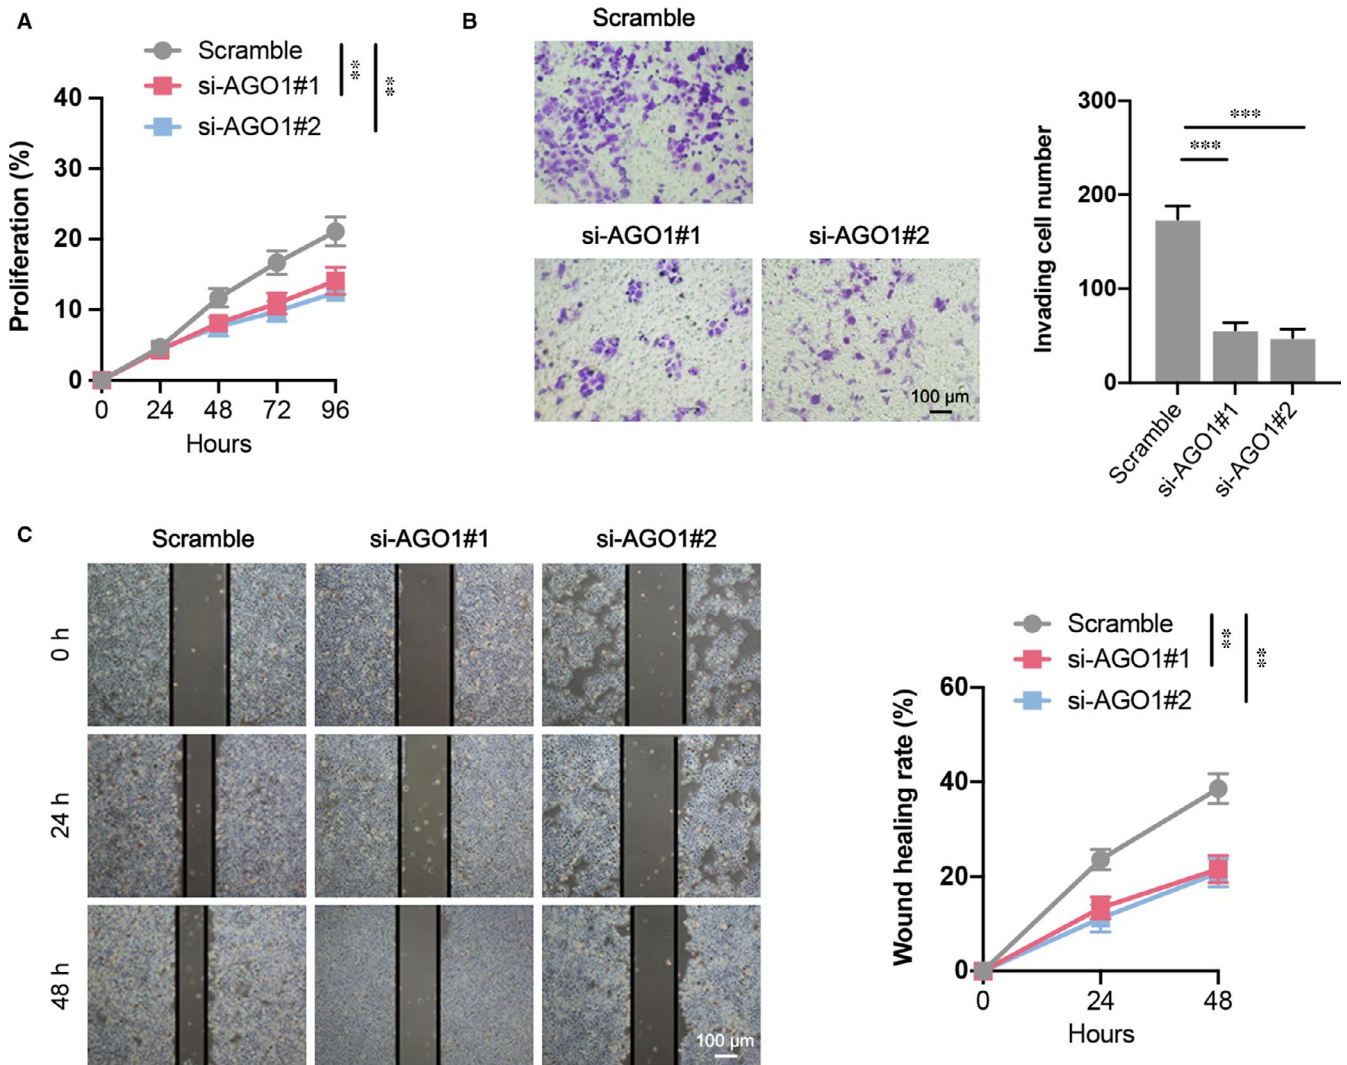 A
Scramble
si-AGO1#1
si-AGO1#2
**
**
40
30
20
10
0
Proliferation (%)
0 24 48 72 96
Hours
B
Scramble
si-AGO1#1
si-AGO1#2
100 µm
300
200
100
0
Invading cell number
***
***
Scramble
si-AGO1#1
si-AGO1#2
C
Scramble si-AGO1#1 si-AGO1#2
0 h
24 h
48 h
100 µm
Scramble
si-AGO1#1
si-AGO1#2
**
**
60
40
20
0
Wound healing rate (%)
0 24 48
Hours